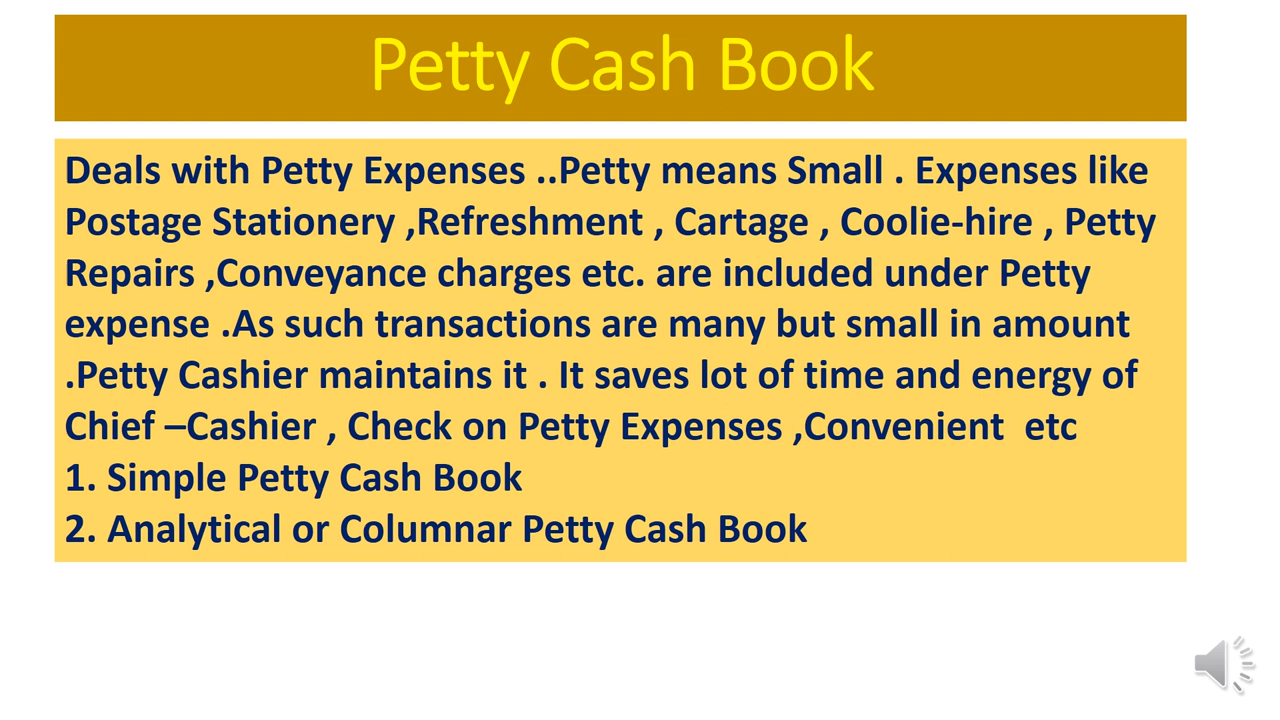 Petty Cash Book
Deals with Petty Expenses ..Petty means Small . Expenses like
Postage Stationery ,Refreshment , Cartage , Coolie-hire , Petty
Repairs ,Conveyance charges etc. are included under Petty
expense .As such transactions are many but small in amount
.Petty Cashier maintains it . It saves lot of time and energy of
Chief –Cashier , Check on Petty Expenses ,Convenient  etc
1. Simple Petty Cash Book
2. Analytical or Columnar Petty Cash Book